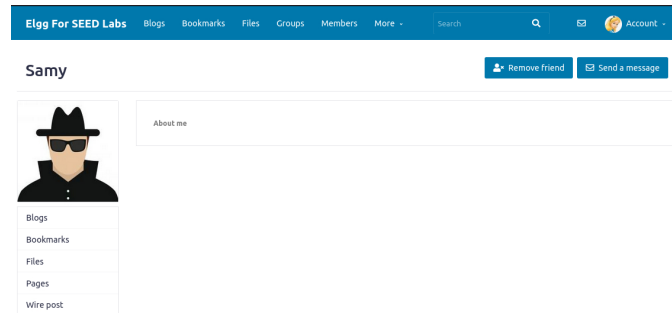 Elgg For SEED Labs Blogs Bookmarks Files Groups Members More Search Account
Samy Remove friend Send a message
About me
Blogs
Bookmarks
Files
Pages
Wire post